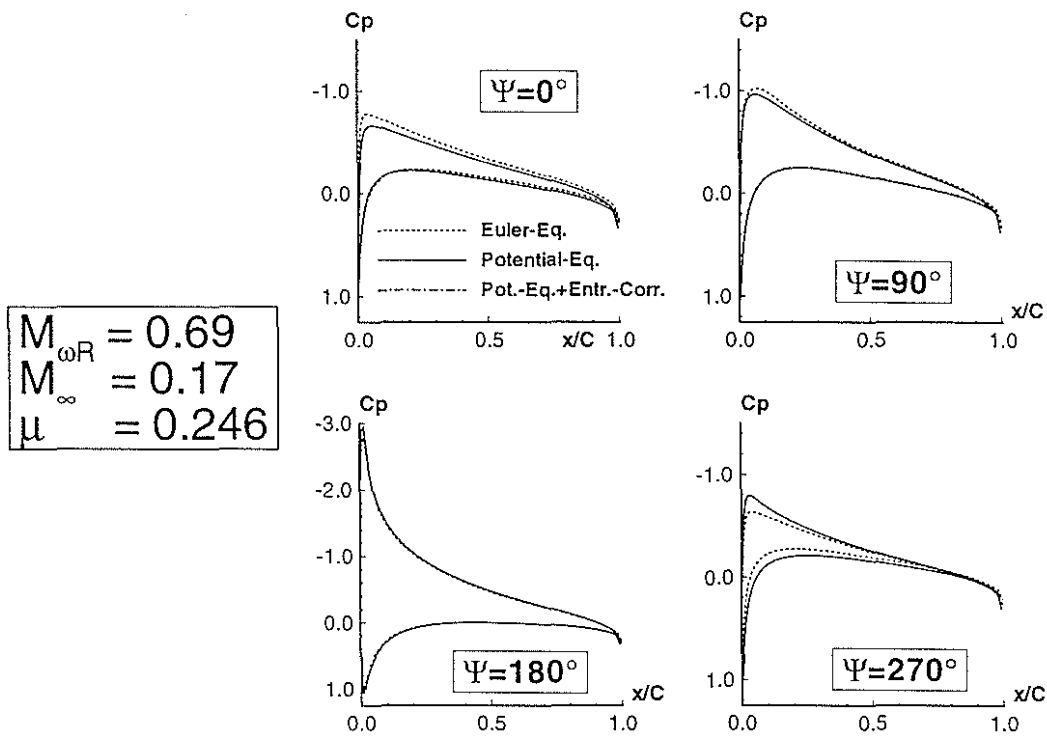 Cp
-1.0
0.0
1.0
Ψ=0°
Euler-Eq.
Potential-Eq.
Pot.-Eq.+Entr.-Corr.
0.0
0.5
x/C
1.0
Cp
-1.0
0.0
1.0
Ψ=90°
x/C
0.0
0.5
1.0
M_ωR = 0.69
M_∞ = 0.17
μ = 0.246
Cp
-3.0
-2.0
-1.0
0.0
1.0
Ψ=180°
x/C
0.0
0.5
1.0
Cp
-1.0
0.0
1.0
Ψ=270°
x/C
0.0
0.5
1.0